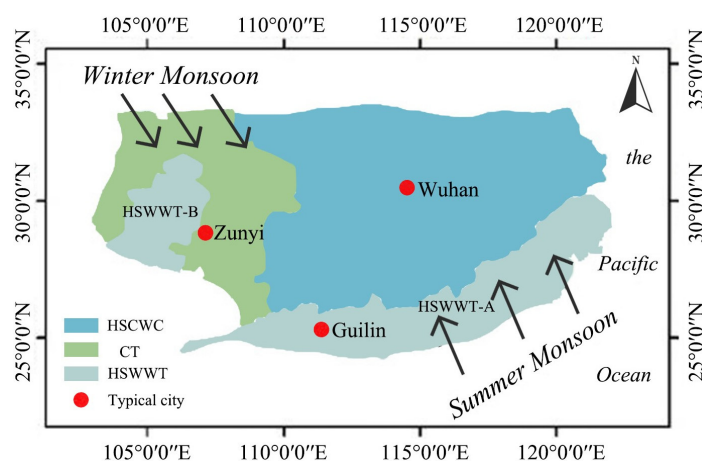 105°0′0″E 110°0′0″E 115°0′0″E 120°0′0″E
35°0′0″N
35°0′0″N
Winter Monsoon
N
the
Wuhan
30°0′0″N
30°0′0″N
HSWWT-B
Zunyi
Pacific
HSWWT-A
HSCWC
Guilin
CT
Summer Monsoon
25°0′0″N
25°0′0″N
HSWWT
Ocean
Typical city
105°0′0″E 110°0′0″E 115°0′0″E 120°0′0″E